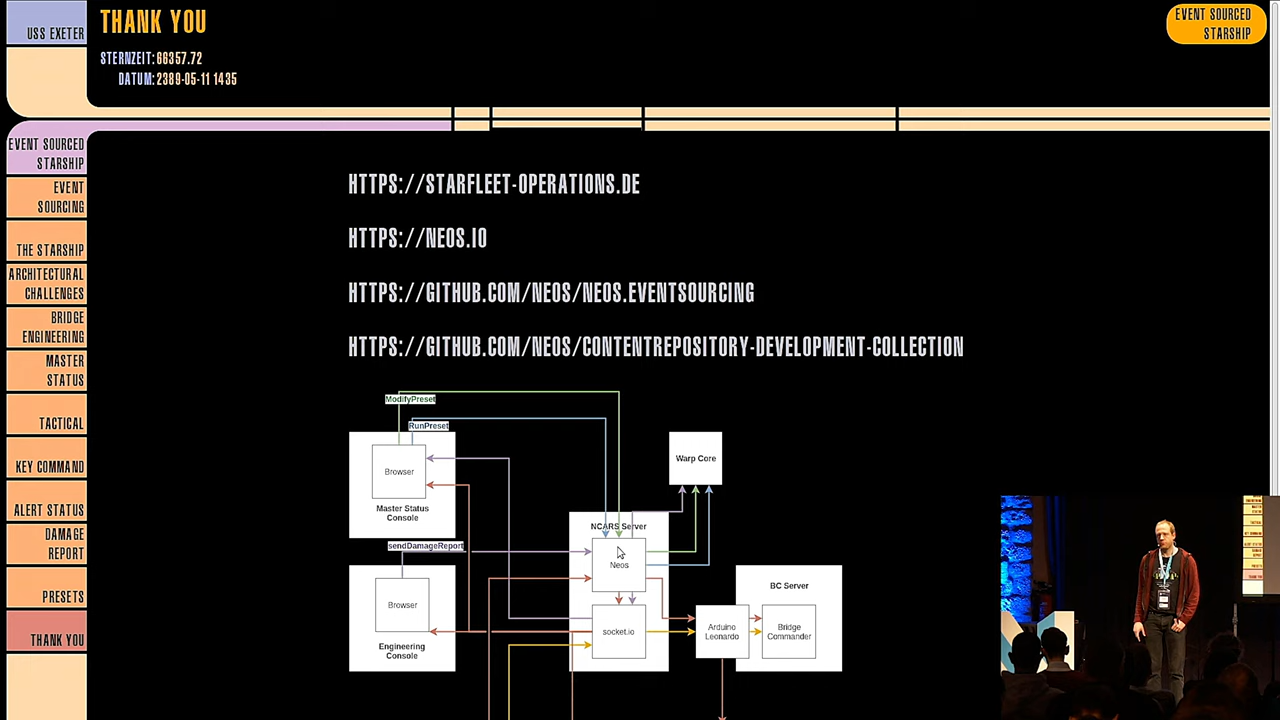 USS EXETER
THANK YOU
STERNZEIT: 66357.72
DATUM: 2389-05-11 1435
EVENT SOURCED
STARSHIP
EVENT SOURCED
STARSHIP
EVENT
SOURCING
THE STARSHIP
ARCHITECTURAL
CHALLENGES
BRIDGE
ENGINEERING
MASTER
STATUS
TACTICAL
KEY COMMAND
ALERT STATUS
DAMAGE
REPORT
PRESETS
THANK YOU
HTTPS://STARFLEET-OPERATIONS.DE
HTTPS://NEOS.IO
HTTPS://GITHUB.COM/NEOS/NEOS.EVENTSOURCING
HTTPS://GITHUB.COM/NEOS/CONTENTREPOSITORY-DEVELOPMENT-COLLECTION
ModifyPreset
RunPreset
Browser
Master Status
Console
Warp Core
NCARS Server
Neos
sendDamageReport
Browser
Engineering
Console
socket.io
Arduino
Leonardo
BC Server
Bridge
Commander